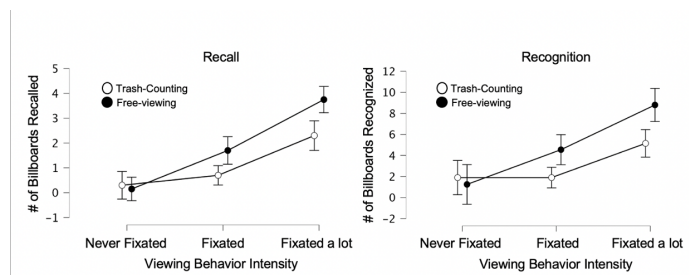 Recall
# of Billboards Recalled
5
4
3
2
1
0
−1
Trash-Counting
Free-viewing
Never Fixated
Fixated
Fixated a lot
Viewing Behavior Intensity
Recognition
# of Billboards Recognized
12
10
8
6
4
2
0
−2
Trash-Counting
Free-viewing
Never Fixated
Fixated
Fixated a lot
Viewing Behavior Intensity